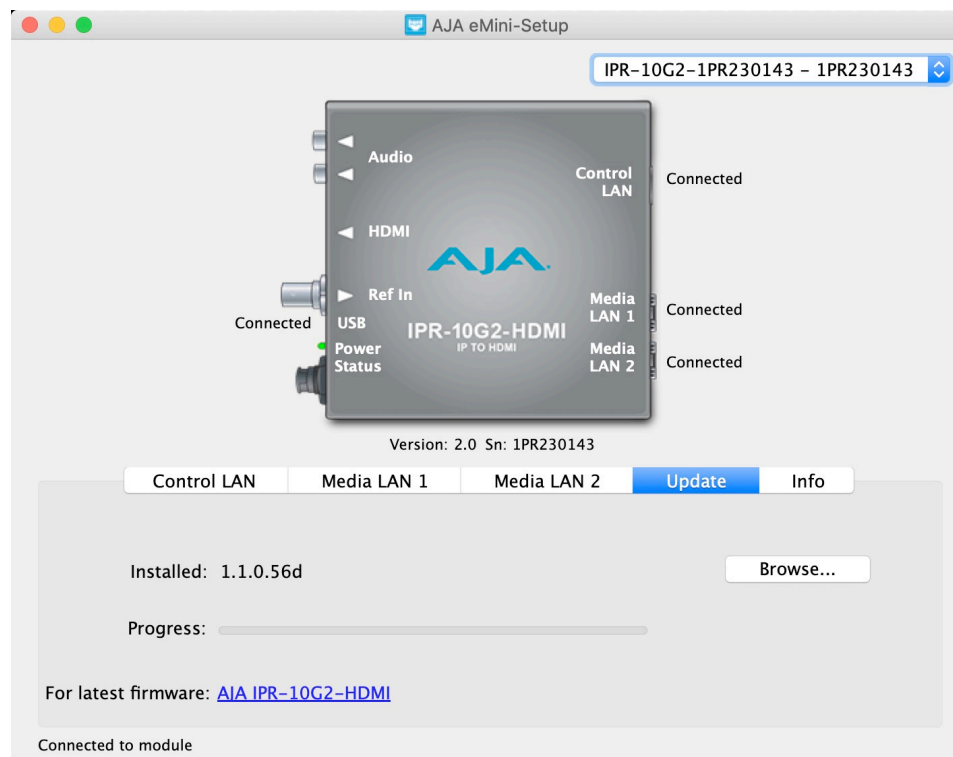 AJA eMini-Setup
IPR-10G2-1PR230143 - 1PR230143
Audio
Control
LAN
Connected
HDMI
AJA
Ref In
Connected
USB
Media
LAN 1
Connected
IPR-10G2-HDMI
IP TO HDMI
Power
Status
Media
LAN 2
Connected
Version: 2.0 Sn: 1PR230143
Control LAN
Media LAN 1
Media LAN 2
Update
Info
Installed: 1.1.0.56d
Browse...
Progress:
For latest firmware: AJA IPR-10G2-HDMI
Connected to module